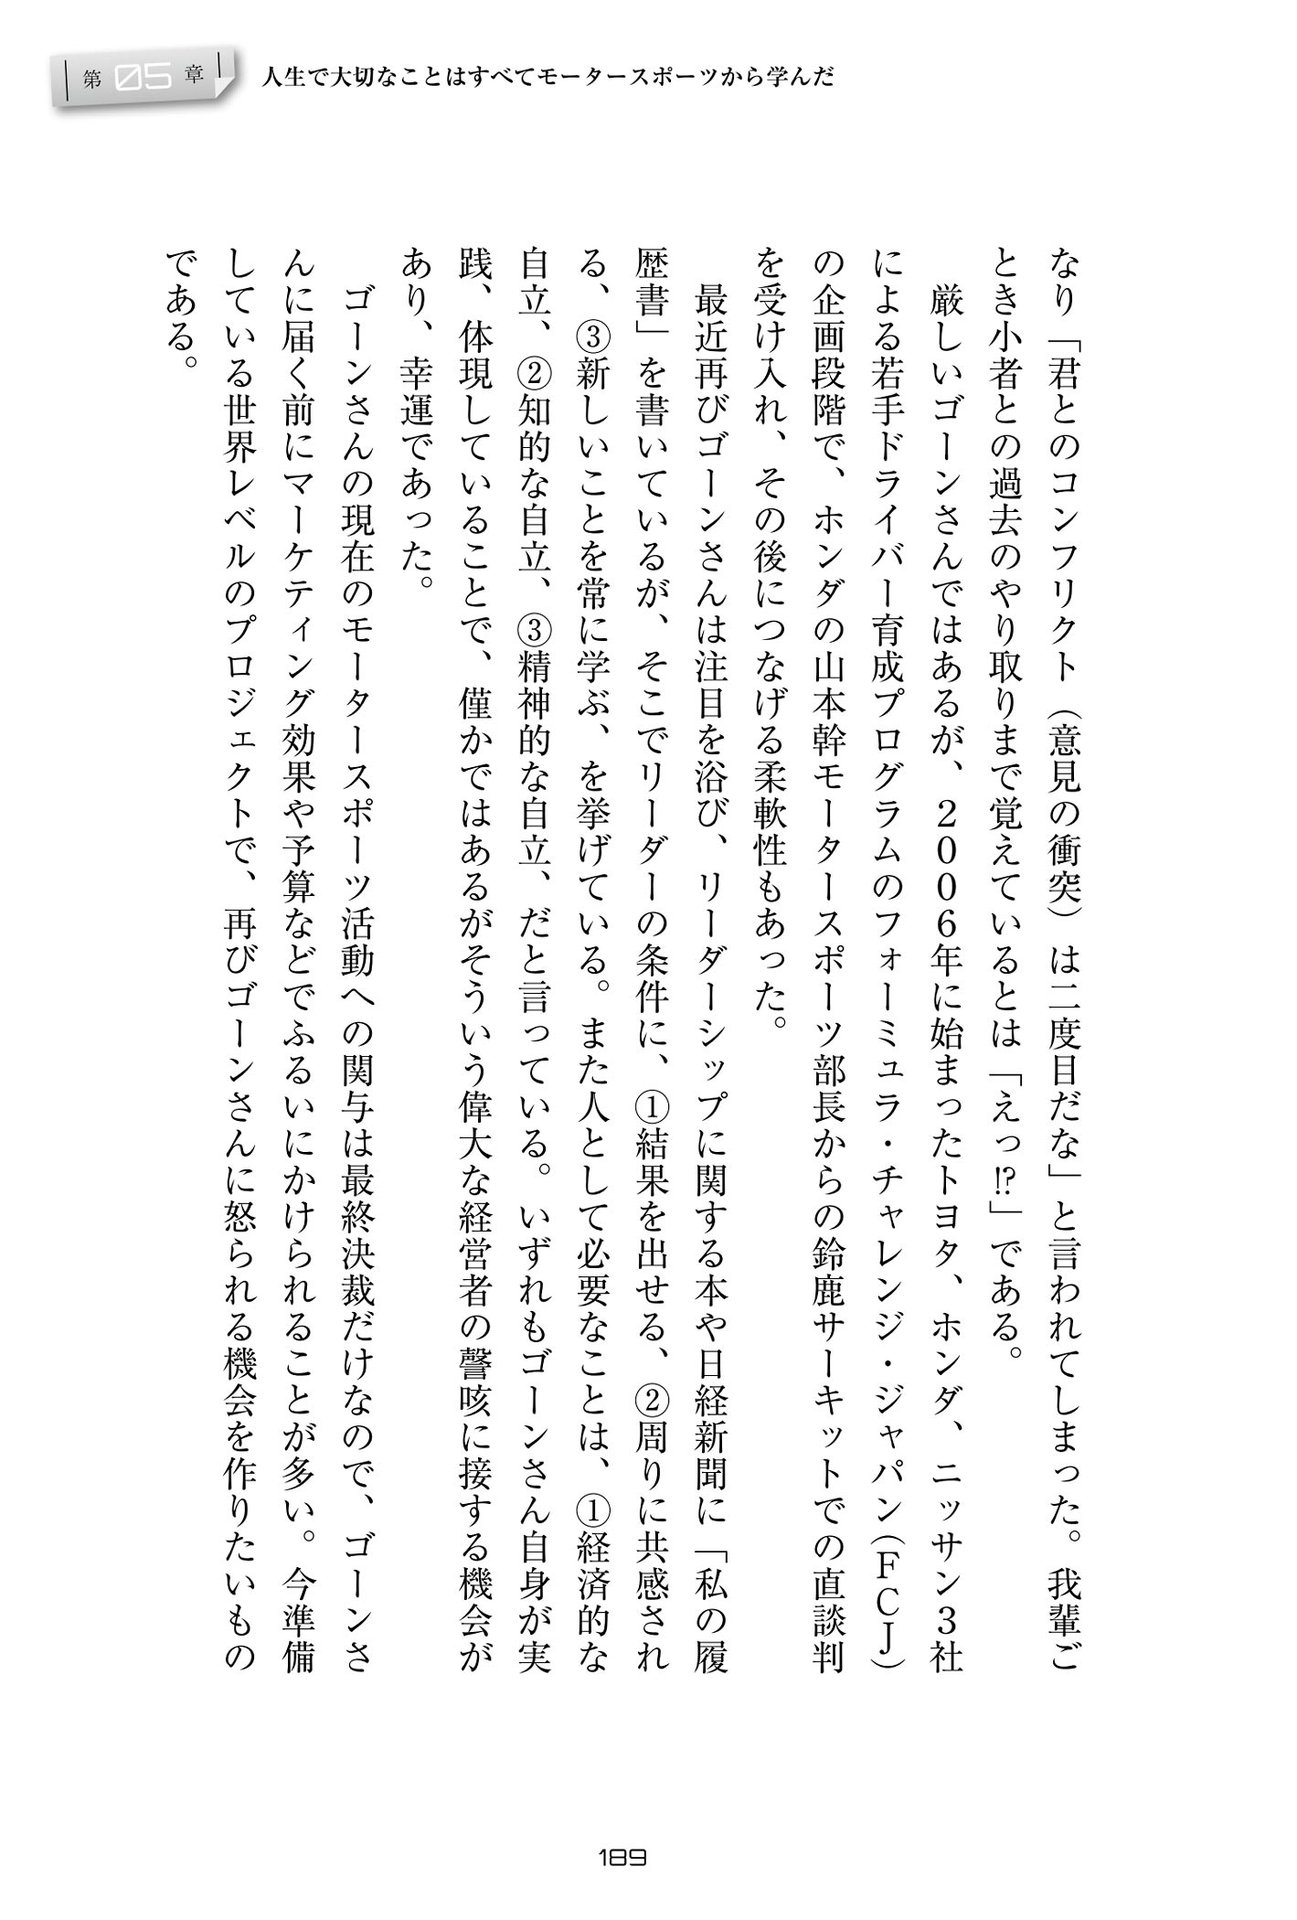 第05章
人生で大切なことはすべてモータースポーツから学んだ
なり「君とのコンフリクト（意見の衝突）は二度目だな」と言われてしまった。我輩ご
とき小者との過去のやり取りまで覚えているとは「えっ!?」である。
　厳しいゴーンさんではあるが、２００６年に始まったトヨタ、ホンダ、ニッサン３社
による若手ドライバー育成プログラムのフォーミュラ・チャレンジ・ジャパン（ＦＣＪ）
の企画段階で、ホンダの山本幹モータースポーツ部長からの鈴鹿サーキットでの直談判
を受け入れ、その後につなげる柔軟性もあった。
　最近再びゴーンさんは注目を浴び、リーダーシップに関する本や日経新聞に「私の履
歴書」を書いているが、そこでリーダーの条件に、①結果を出せる、②周りに共感され
る、③新しいことを常に学ぶ、を挙げている。また人として必要なことは、①経済的な
自立、②知的な自立、③精神的な自立、だと言っている。いずれもゴーンさん自身が実
践、体現していることで、僅かではあるがそういう偉大な経営者の謦咳に接する機会が
あり、幸運であった。
　ゴーンさんの現在のモータースポーツ活動への関与は最終決裁だけなので、ゴーンさ
んに届く前にマーケティング効果や予算などでふるいにかけられることが多い。今準備
している世界レベルのプロジェクトで、再びゴーンさんに怒られる機会を作りたいもの
である。
189